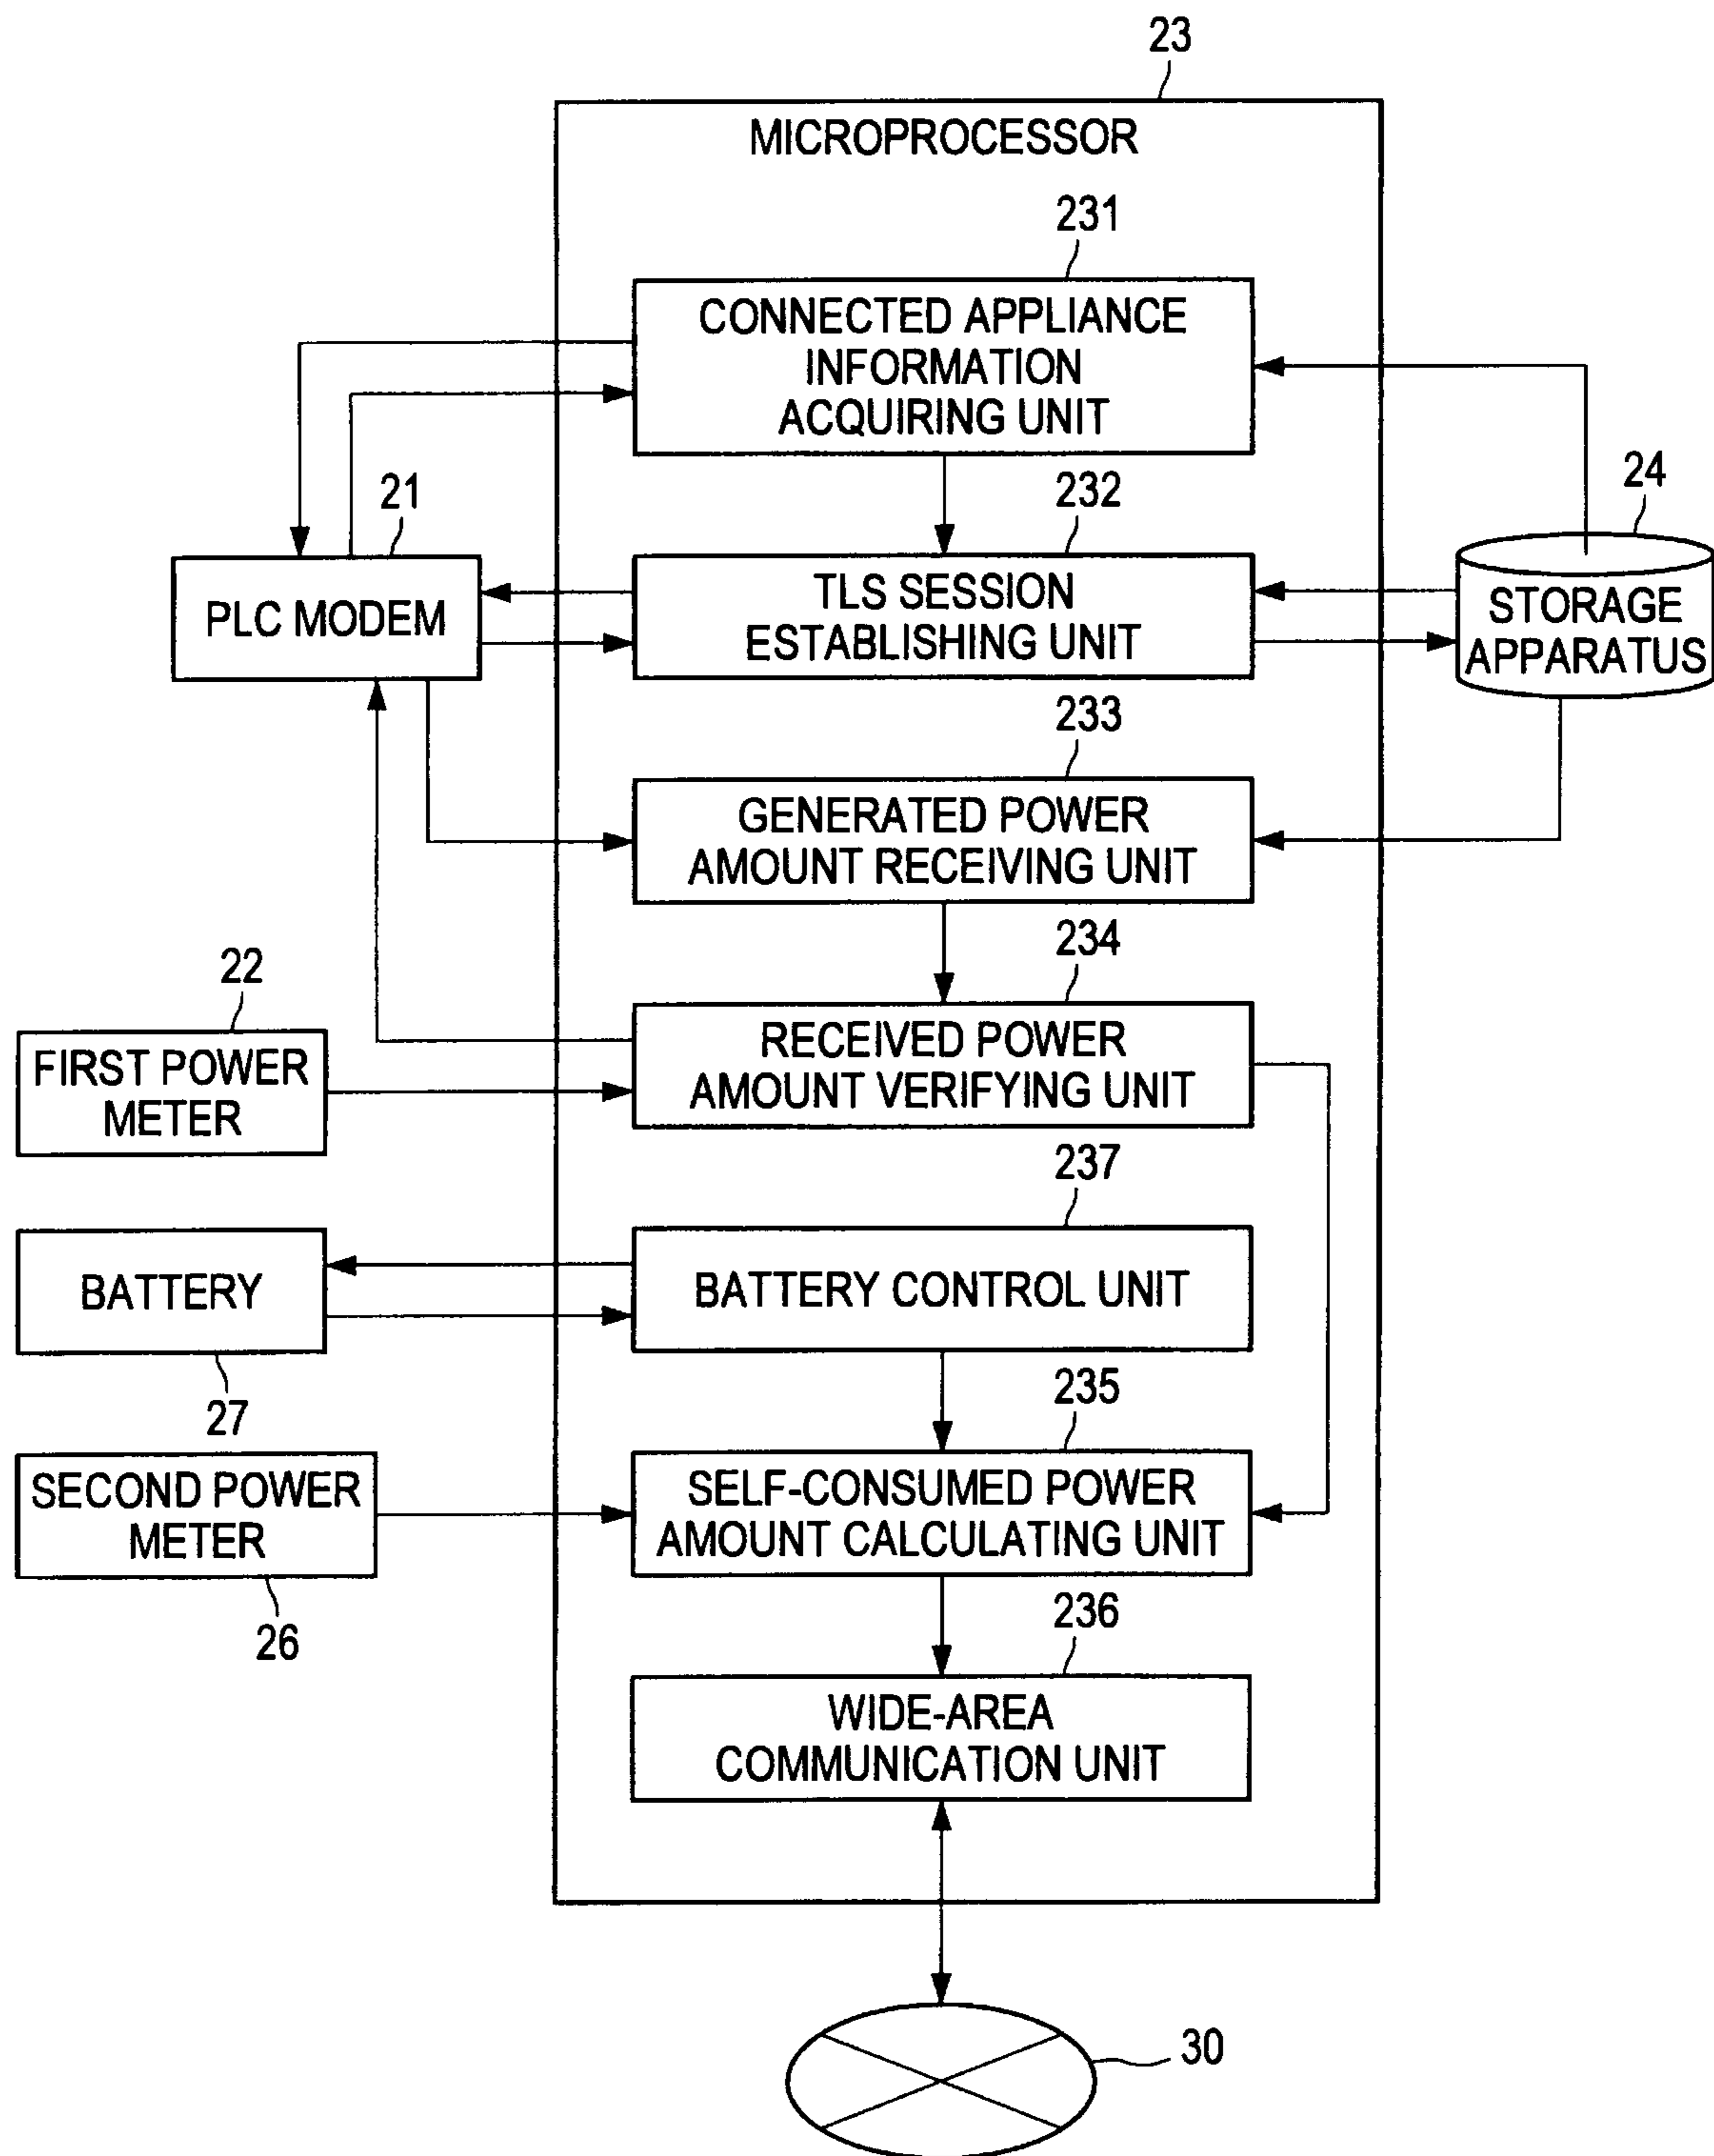 23
MICROPROCESSOR
231
CONNECTED APPLIANCE
INFORMATION
ACQUIRING UNIT
21
PLC MODEM
232
TLS SESSION
ESTABLISHING UNIT
24
STORAGE
APPARATUS
233
GENERATED POWER
AMOUNT RECEIVING UNIT
22
FIRST POWER
METER
234
RECEIVED POWER
AMOUNT VERIFYING UNIT
237
BATTERY
27
BATTERY CONTROL UNIT
235
SECOND POWER
METER
26
SELF-CONSUMED POWER
AMOUNT CALCULATING UNIT
236
WIDE-AREA
COMMUNICATION UNIT
30